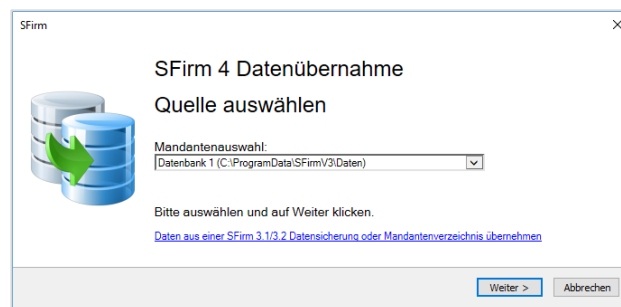 SFirm
SFirm 4 Datenübernahme
Quelle auswählen
Mandantenauswahl:
Datenbank 1 (C:\ProgramData\SFirmV3\Daten)
Bitte auswählen und auf Weiter klicken.
Daten aus einer SFirm 3.1/3.2 Datensicherung oder Mandantenverzeichnis übernehmen
Weiter > Abbrechen